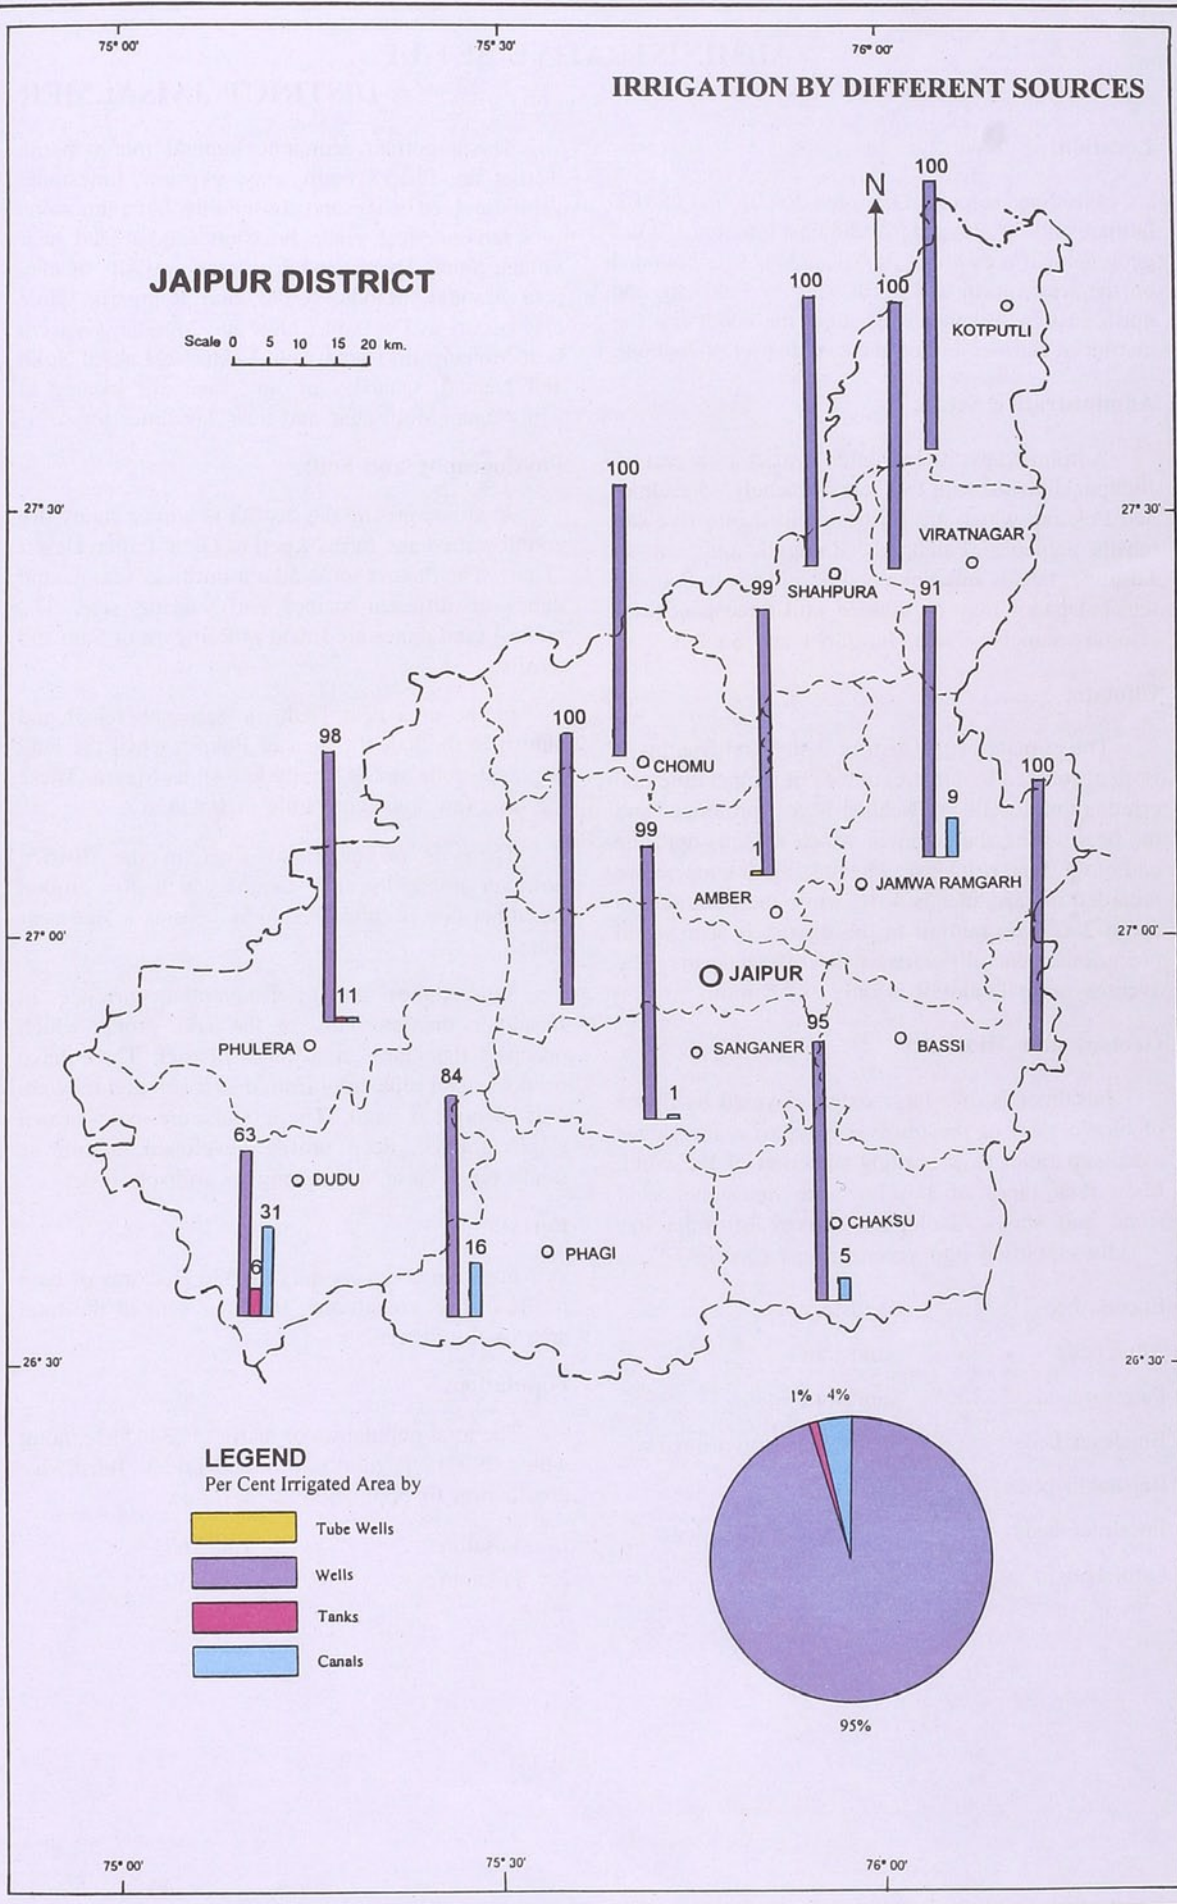 75° 00'
75° 30'
76° 00'
IRRIGATION BY DIFFERENT SOURCES
100
N
JAIPUR DISTRICT
100
100
KOTPUTLI
Scale 0 5 10 15 20 km.
100
27° 30'
27° 30'
VIRATNAGAR
SHAHPURA
99
91
100
98
CHOMU
100
99
9
1
AMBER
JAMWA RAMGARH
27° 00'
27° 00'
JAIPUR
11
95
PHULERA
SANGANER
BASSI
84
1
63
DUDU
31
CHAKSU
16
PHAGI
6
5
26° 30'
26° 30'
1% 4%
LEGEND
Per Cent Irrigated Area by
Tube Wells
Wells
Tanks
Canals
95%
75° 00'
75° 30'
76° 00'